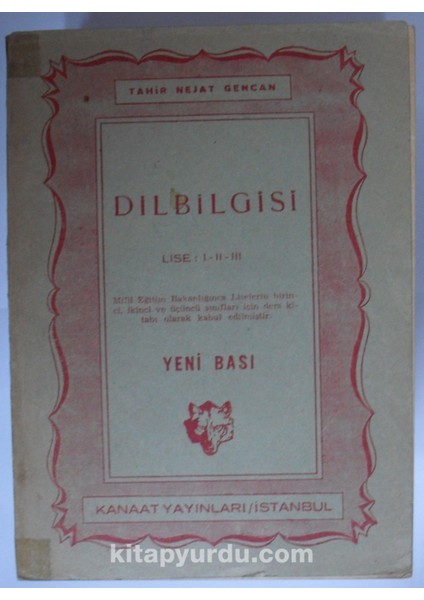 TAHİR NEJAT GENCAN
DİLBİLGİSİ
LİSE : I - II - III
Milli Eğitim Bakanlığınca Liselerin birin-
ci, ikinci ve üçüncü sınıfları için ders ki-
tabı olarak kabul edilmiştir.
YENİ BASI
KANAAT YAYINLARI/İSTANBUL
kitapyurdu.com